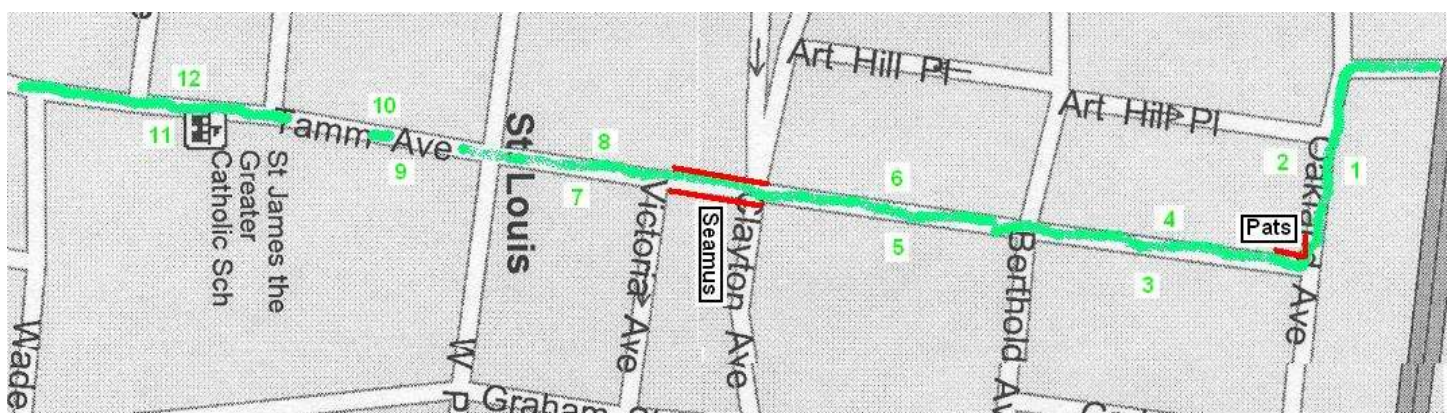 Art Hill Pl
Art Hill Pl
12
10
11
Tamm Ave
9
St Louis
8
7
6
5
4
3
2
1
Oakland Ave
Pats
Seamus
Clayton Ave
Victoria Ave
Berthold Av
St James the
Greater
Catholic Sch
Wade
W P
Graham